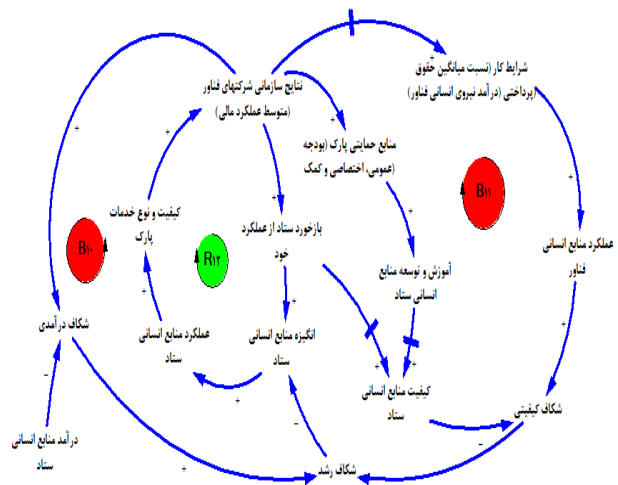 شرایط کار (نسبت میانگین حقوق
پرداختی (درآمد نیروی انسانی فناور)
نتایج سازمانی شرکتهای فناور
(متوسط عملکرد مالی)
منابع حمایتی پارک (بودجه
(عمومی، اختصاصی و کمک
B۱۱
کیفیت و نوع خدمات
پارک
بازخورد ستاد از عملکرد
خود
عملکرد منابع انسانی
فناور
B۱۰
R۱۲
آموزش و توسعه منابع
انسانی ستاد
شکاف درآمدی
عملکرد منابع انسانی
ستاد
انگیزه منابع انسانی
ستاد
کیفیت منابع انسانی
ستاد
شکاف کیفیتی
درآمد منابع انسانی
ستاد
شکاف رشد